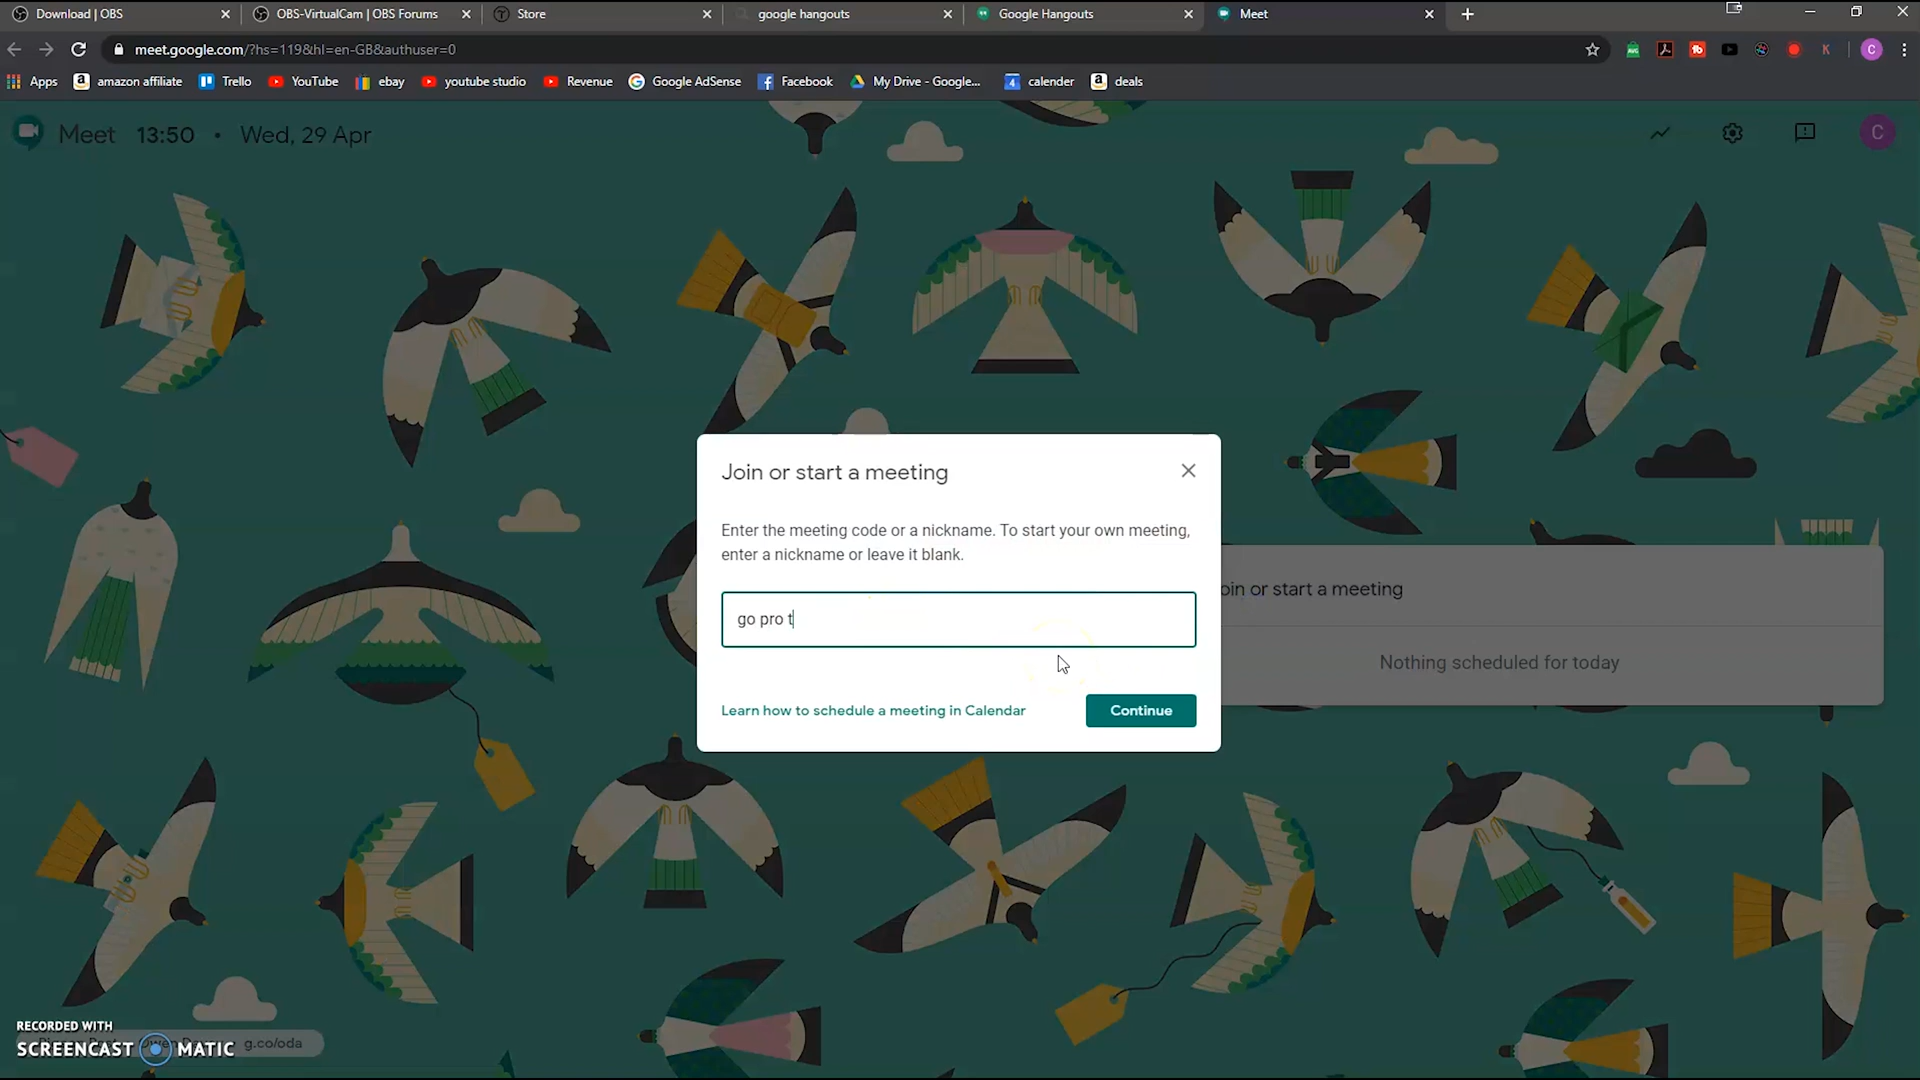 Download | OBS
OBS-VirtualCam | OBS Forums
Store
google hangouts
Google Hangouts
Meet
meet.google.com/?hs=119&hl=en-GB&authuser=0
Apps
amazon affiliate
Trello
YouTube
ebay
youtube studio
Revenue
Google AdSense
Facebook
My Drive - Google...
calender
deals
C
Meet 13:50 • Wed, 29 Apr
C
Join or start a meeting
Enter the meeting code or a nickname. To start your own meeting,
enter a nickname or leave it blank.
go pro t
Learn how to schedule a meeting in Calendar
Continue
oin or start a meeting
Nothing scheduled for today
RECORDED WITH
SCREENCAST MATIC
g.co/oda